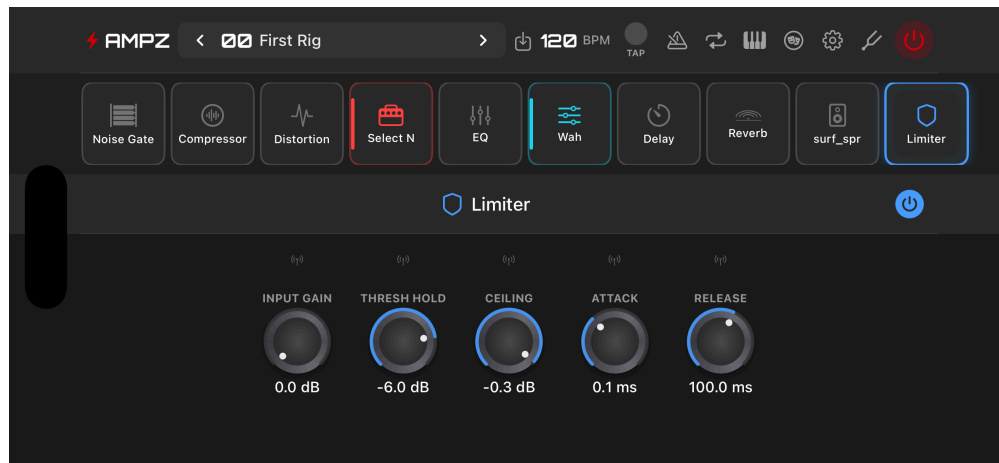 AMPZ
00 First Rig
120 BPM
TAP
Noise Gate
Compressor
Distortion
Select N
EQ
Wah
Delay
Reverb
surf_spr
Limiter
Limiter
INPUT GAIN
THRESH HOLD
CEILING
ATTACK
RELEASE
0.0 dB
-6.0 dB
-0.3 dB
0.1 ms
100.0 ms